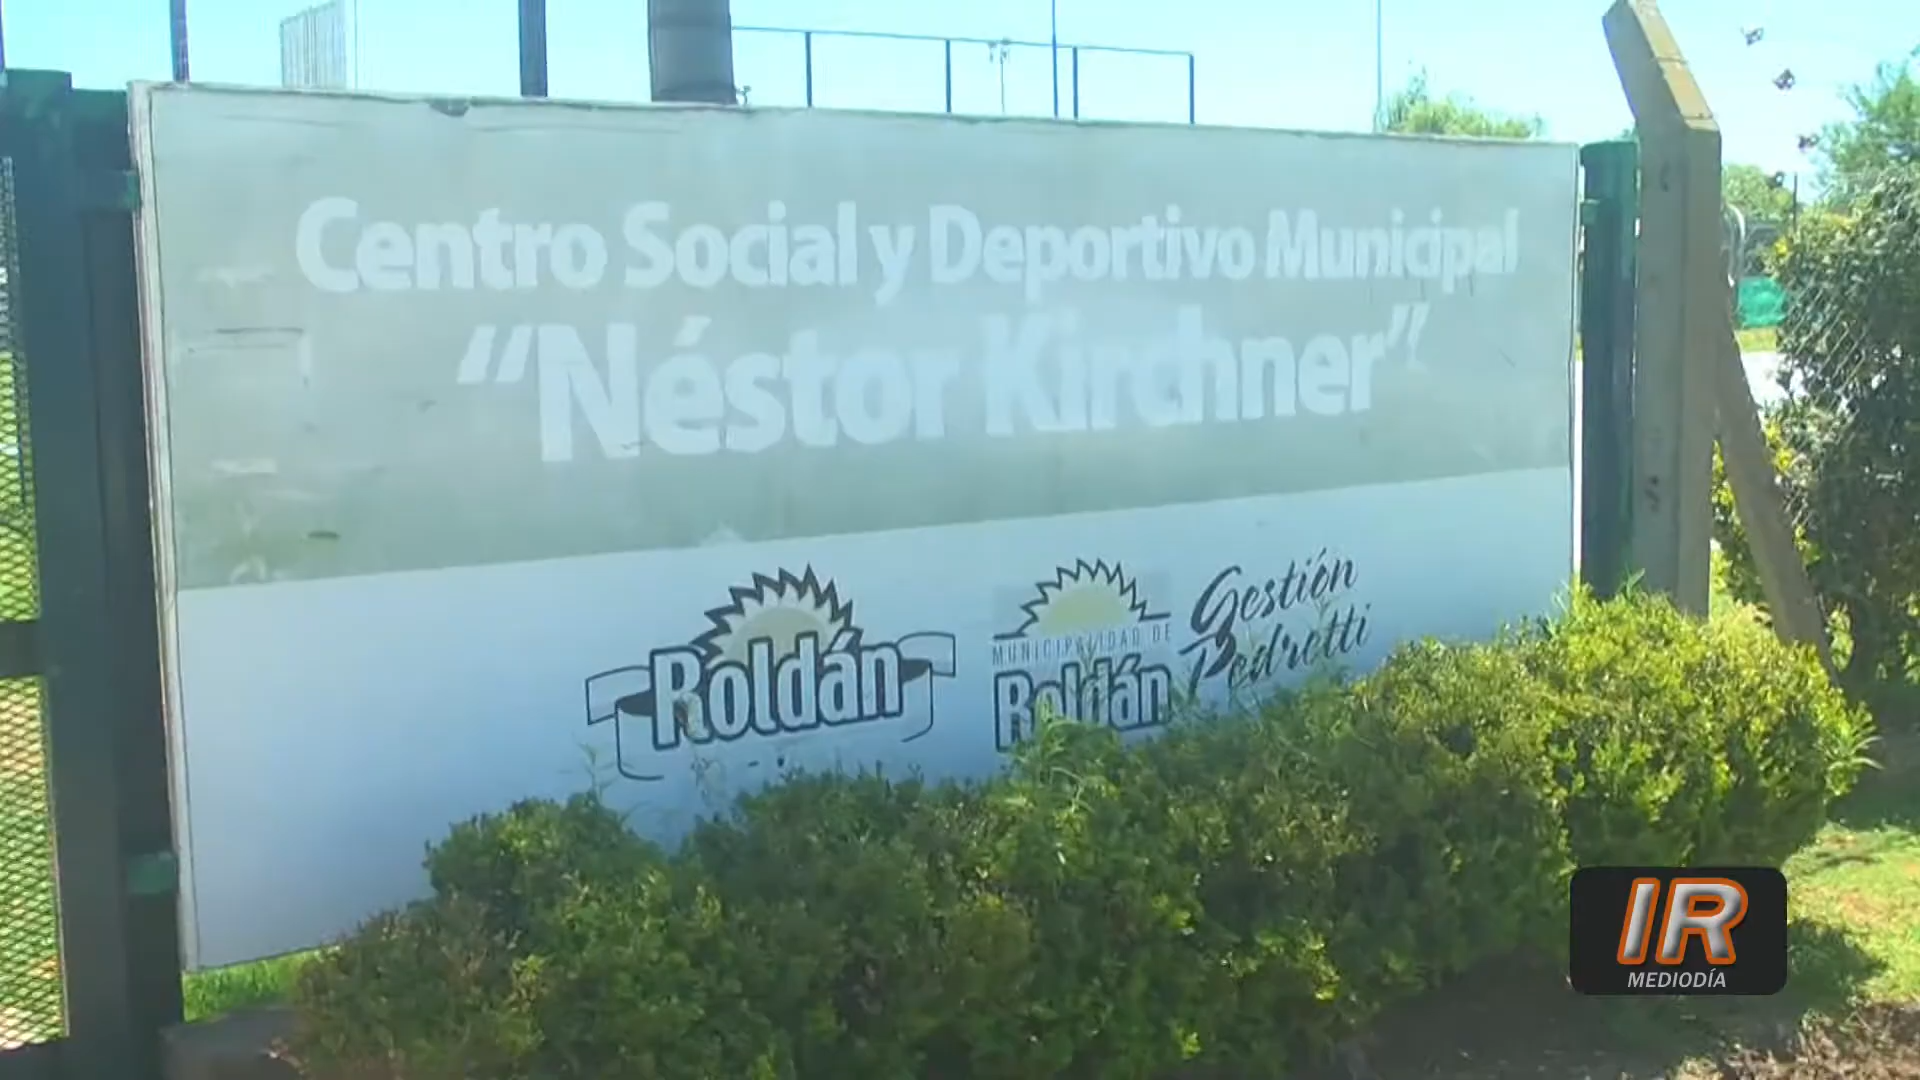 Centro Social y Deportivo Municipal
"Néstor Kirchner"
Roldán
MUNICIPALIDAD DE
Roldán
Gestión
Pedretti
IR
MEDIODÍA